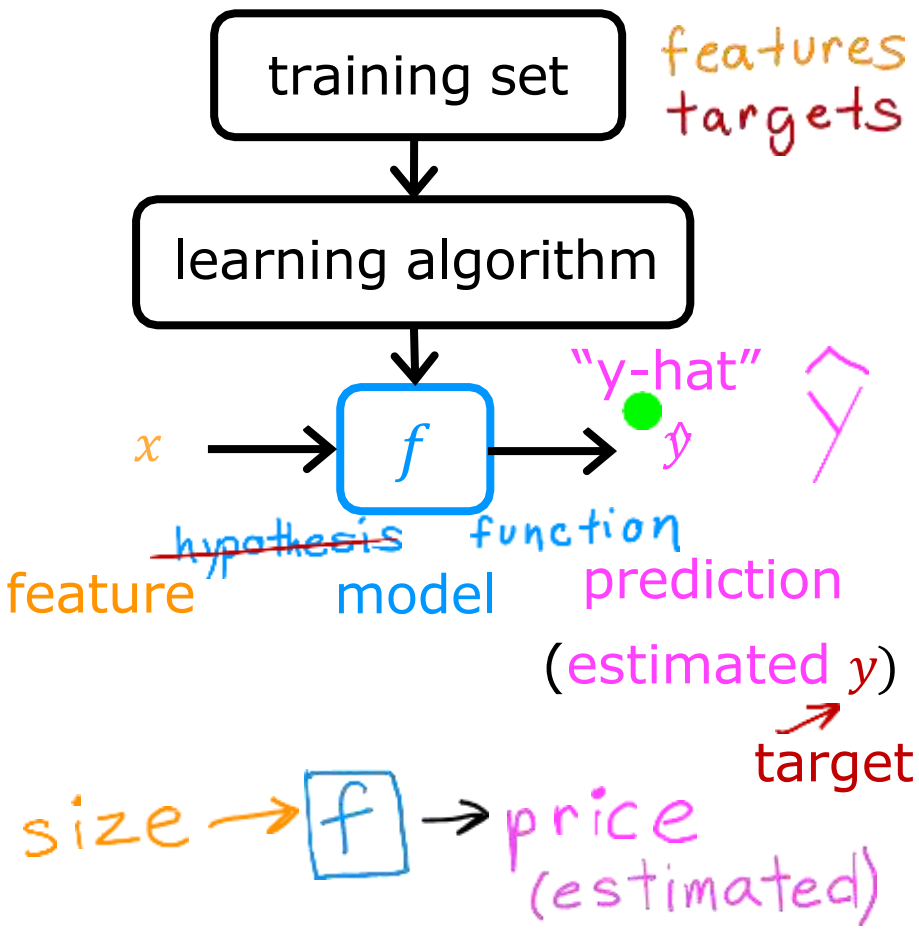 training set
features
targets
learning algorithm
“y-hat”
x
f
ŷ
ŷ
hypothesis
function
feature
model
prediction
(estimated y)
target
size → f → price
(estimated)